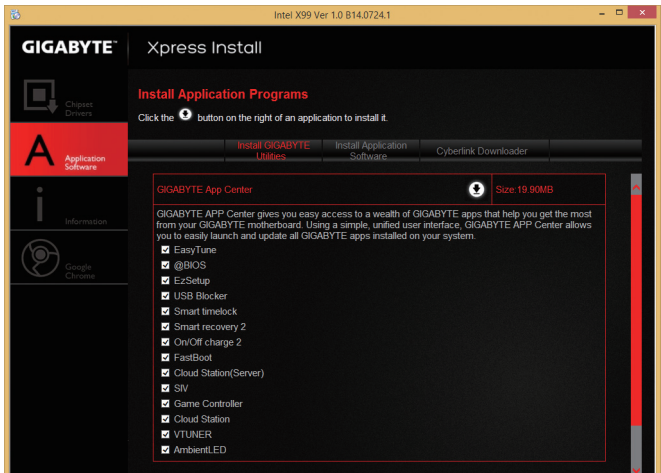 Intel X99 Ver 1.0 B14.0724.1
GIGABYTE™
Xpress Install
Chipset
Drivers
Application
Software
Information
Google
Chrome
Install Application Programs
Click the button on the right of an application to install it.
Install GIGABYTE
Utilities
Install Application
Software
Cyberlink Downloader
GIGABYTE App Center
Size:19.90MB
GIGABYTE APP Center gives you easy access to a wealth of GIGABYTE apps that help you get the most
from your GIGABYTE motherboard. Using a simple, unified user interface, GIGABYTE APP Center allows
you to easily launch and update all GIGABYTE apps installed on your system.
EasyTune
@BIOS
EzSetup
USB Blocker
Smart timelock
Smart recovery 2
On/Off charge 2
FastBoot
Cloud Station(Server)
SIV
Game Controller
Cloud Station
VTUNER
AmbientLED